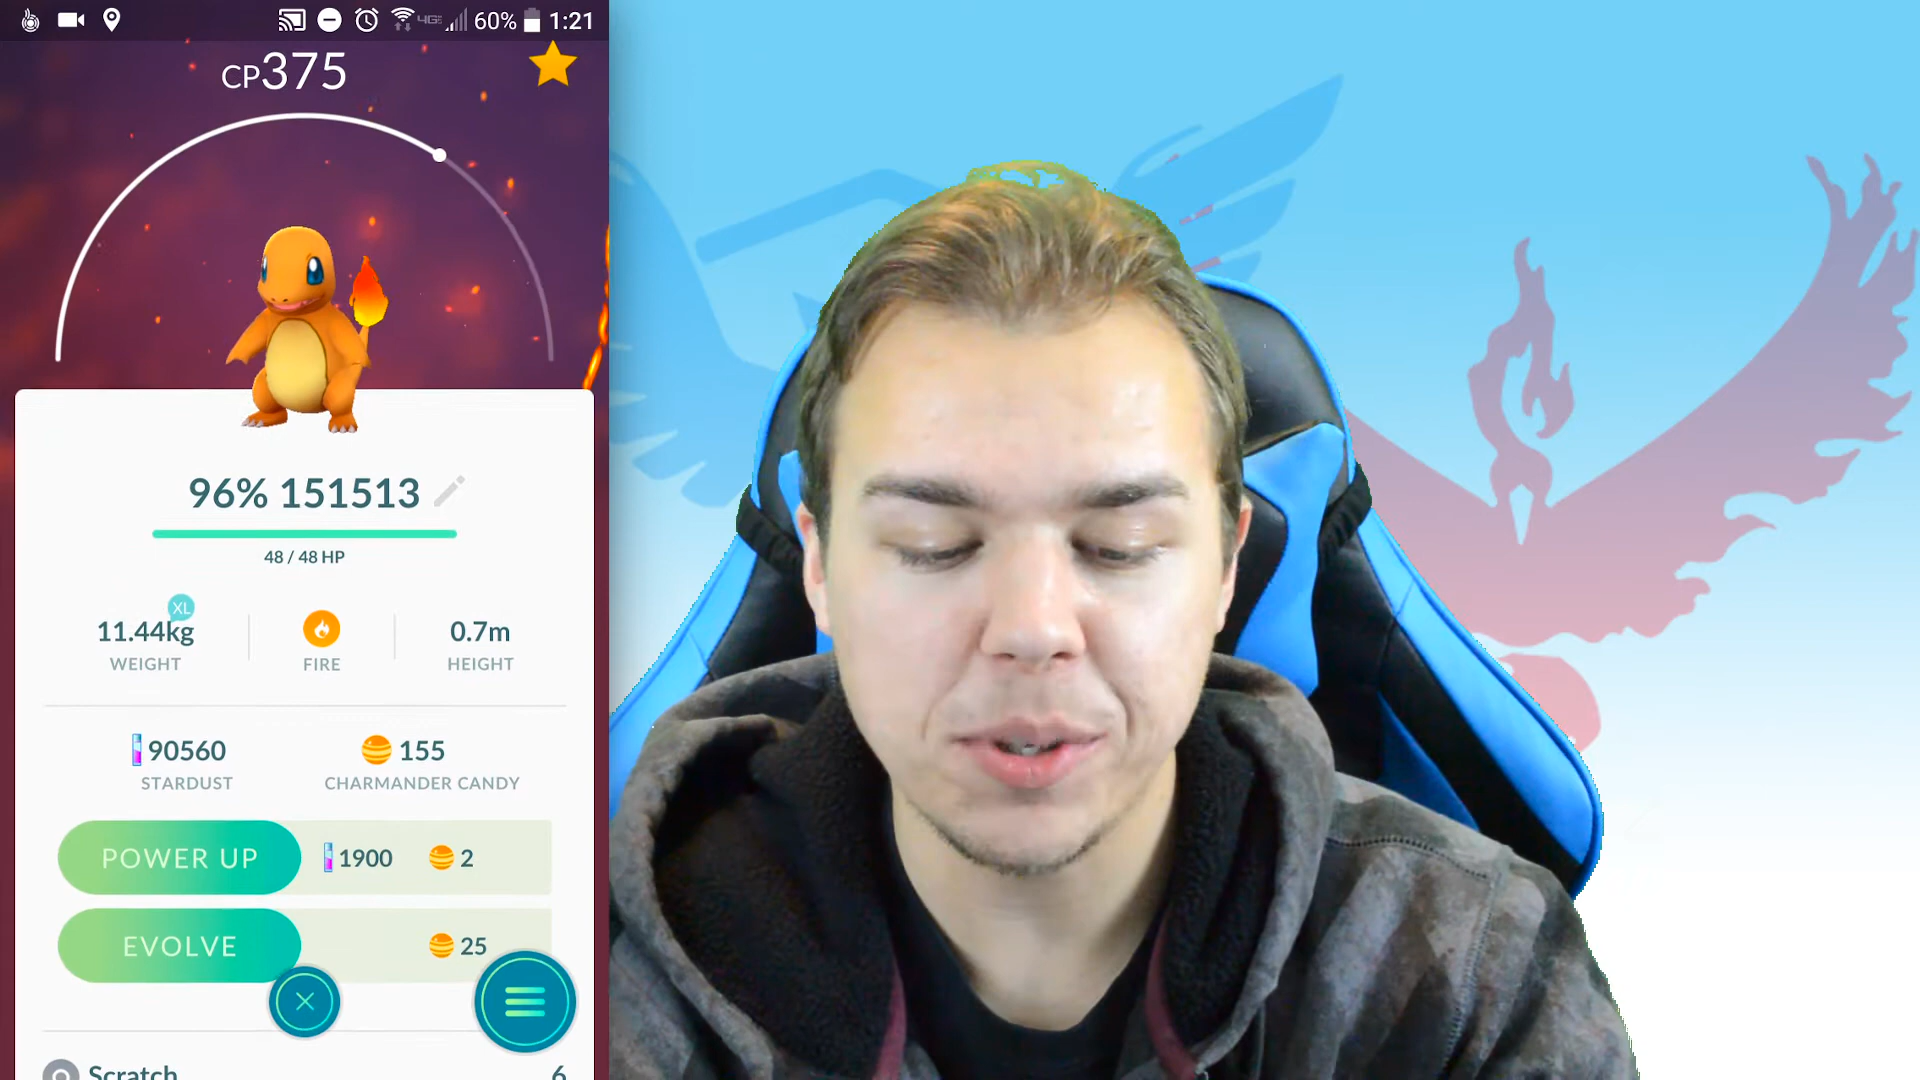 4G 60% 1:21
CP375
96% 151513
48 / 48 HP
XL
11.44kg
WEIGHT
FIRE
0.7m
HEIGHT
90560
STARDUST
155
CHARMANDER CANDY
POWER UP 1900 2
EVOLVE 25
Scratch 6